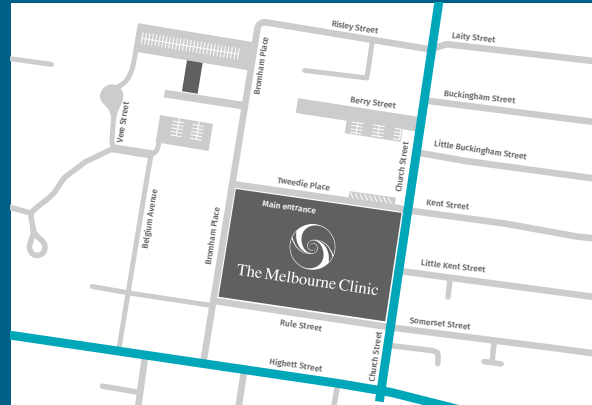 Risley Street
Laity Street
Bromham Place
Buckingham Street
Berry Street
Vere Street
Little Buckingham Street
Church Street
Tweedie Place
Main entrance
Kent Street
Belgium Avenue
Bromham Place
The Melbourne Clinic
Little Kent Street
Rule Street
Somerset Street
Church Street
Highett Street